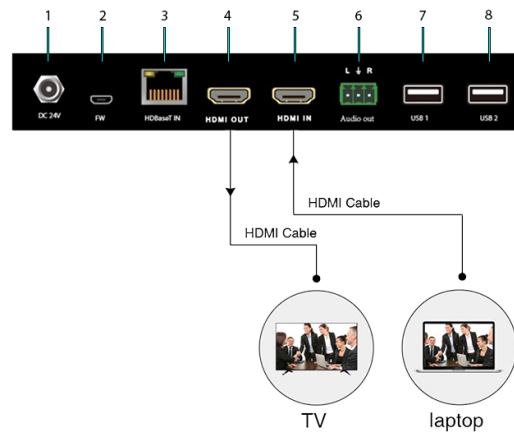 1 2 3 4 5 6 7 8
L R
DC 24V FW HDBaseT IN HDMI OUT HDMI IN Audio out USB 1 USB 2
HDMI Cable
HDMI Cable
TV laptop